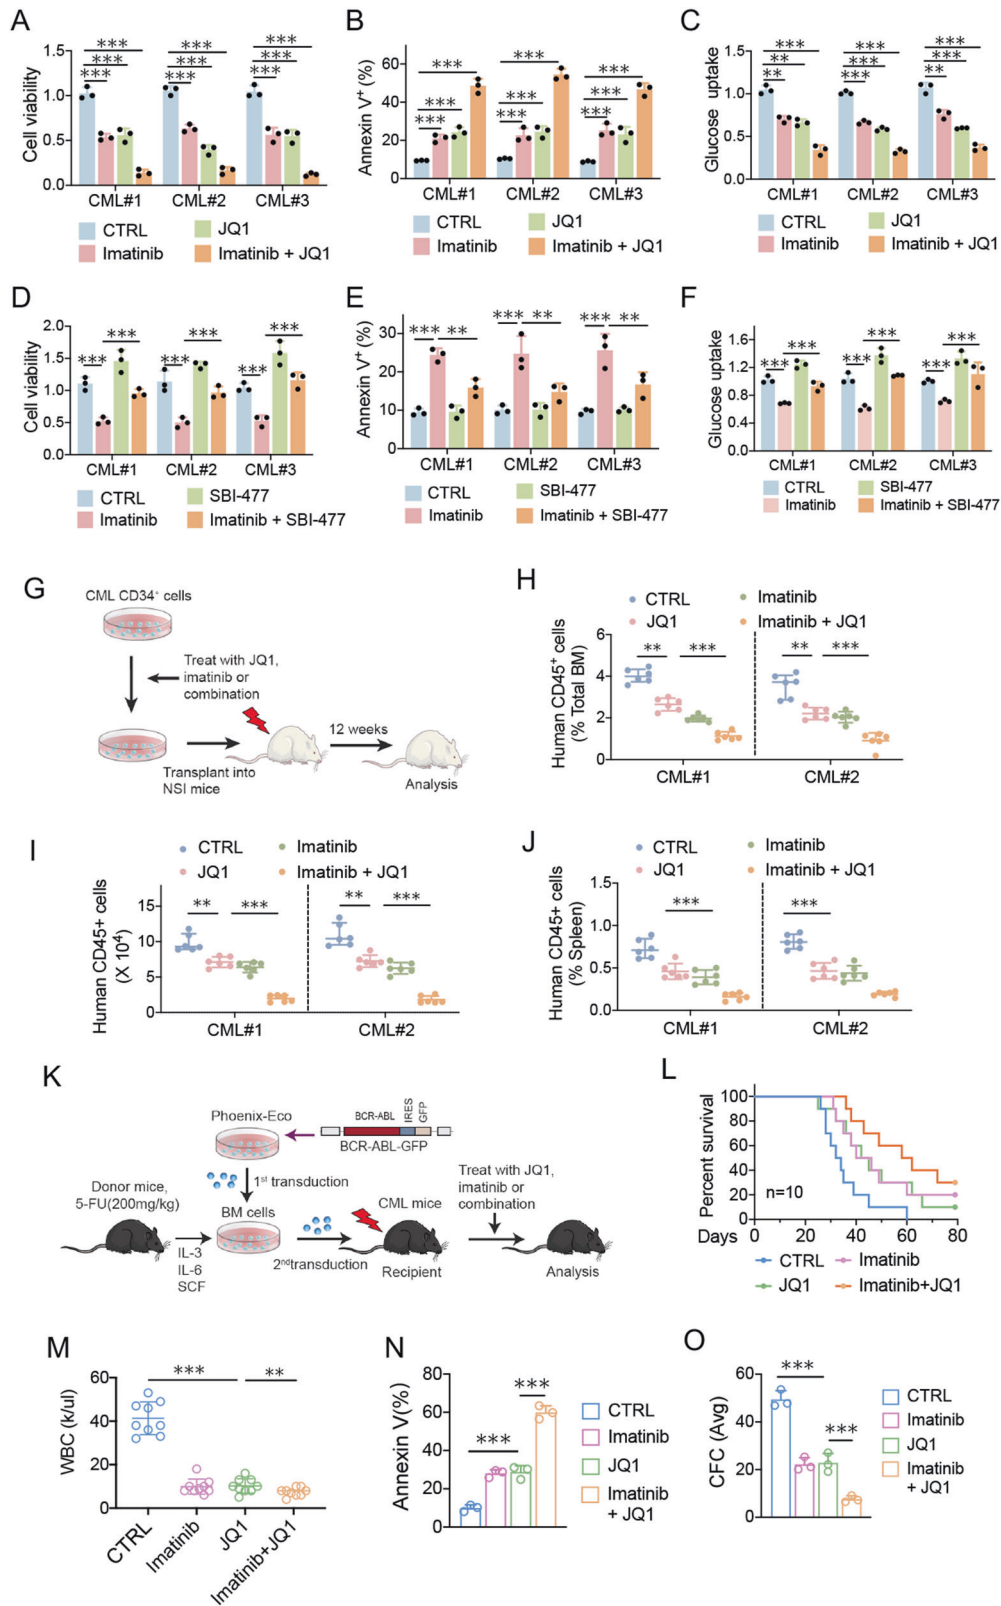 A
Cell viability
1.5
1.0
0.5
0.0
*** *** ***
*** *** ***
*** *** ***
CML#1 CML#2 CML#3
CTRL JQ1
Imatinib Imatinib + JQ1
B
Annexin V⁺ (%)
60
40
20
0
*** *** ***
*** *** ***
*** *** ***
CML#1 CML#2 CML#3
CTRL JQ1
Imatinib Imatinib + JQ1
C
Glucose uptake
1.5
1.0
0.5
0.0
*** *** ***
** *** ***
** *** **
CML#1 CML#2 CML#3
CTRL JQ1
Imatinib Imatinib + JQ1
D
Cell viability
2.0
1.5
1.0
0.5
0.0
*** *** ***
*** *** ***
CML#1 CML#2 CML#3
CTRL SBI-477
Imatinib Imatinib + SBI-477
E
Annexin V⁺ (%)
30
20
10
0
*** ** *** ** *** **
CML#1 CML#2 CML#3
CTRL SBI-477
Imatinib Imatinib + SBI-477
F
Glucose uptake
1.6
1.2
0.8
0.4
0.0
*** *** ***
*** *** ***
CML#1 CML#2 CML#3
CTRL SBI-477
Imatinib Imatinib + SBI-477
G
CML CD34⁺ cells
Treat with JQ1,
imatinib or
combination
12 weeks
Transplant into
NSI mice
Analysis
H
CTRL Imatinib
JQ1 Imatinib + JQ1
Human CD45⁺ cells
(% Total BM)
6
4
2
0
** *** ** ***
CML#1 CML#2
I
CTRL Imatinib
JQ1 Imatinib + JQ1
Human CD45+ cells
(X 10⁴)
15
10
5
0
** *** ** ***
CML#1 CML#2
J
CTRL Imatinib
JQ1 Imatinib + JQ1
Human CD45+ cells
(% Spleen)
1.5
1.0
0.5
0.0
*** ***
CML#1 CML#2
K
Phoenix-Eco
BCR-ABL IRES GFP
BCR-ABL-GFP
1ˢᵗ transduction
Donor mice,
5-FU(200mg/kg)
BM cells
CML mice
Treat with JQ1,
imatinib or
combination
IL-3
IL-6
SCF
2ⁿᵈtransduction
Recipient
Analysis
L
Percent survival
100
80
60
40
20
0
n=10
Days
0 20 40 60 80
CTRL Imatinib
JQ1 Imatinib+JQ1
M
WBC (k/ul)
60
40
20
0
*** **
CTRL Imatinib JQ1 Imatinib+JQ1
N
Annexin V(%)
80
60
40
20
0
***
***
CTRL
Imatinib
JQ1
Imatinib
+ JQ1
O
CFC (Avg)
60
40
20
0
***
***
CTRL
Imatinib
JQ1
Imatinib
+ JQ1